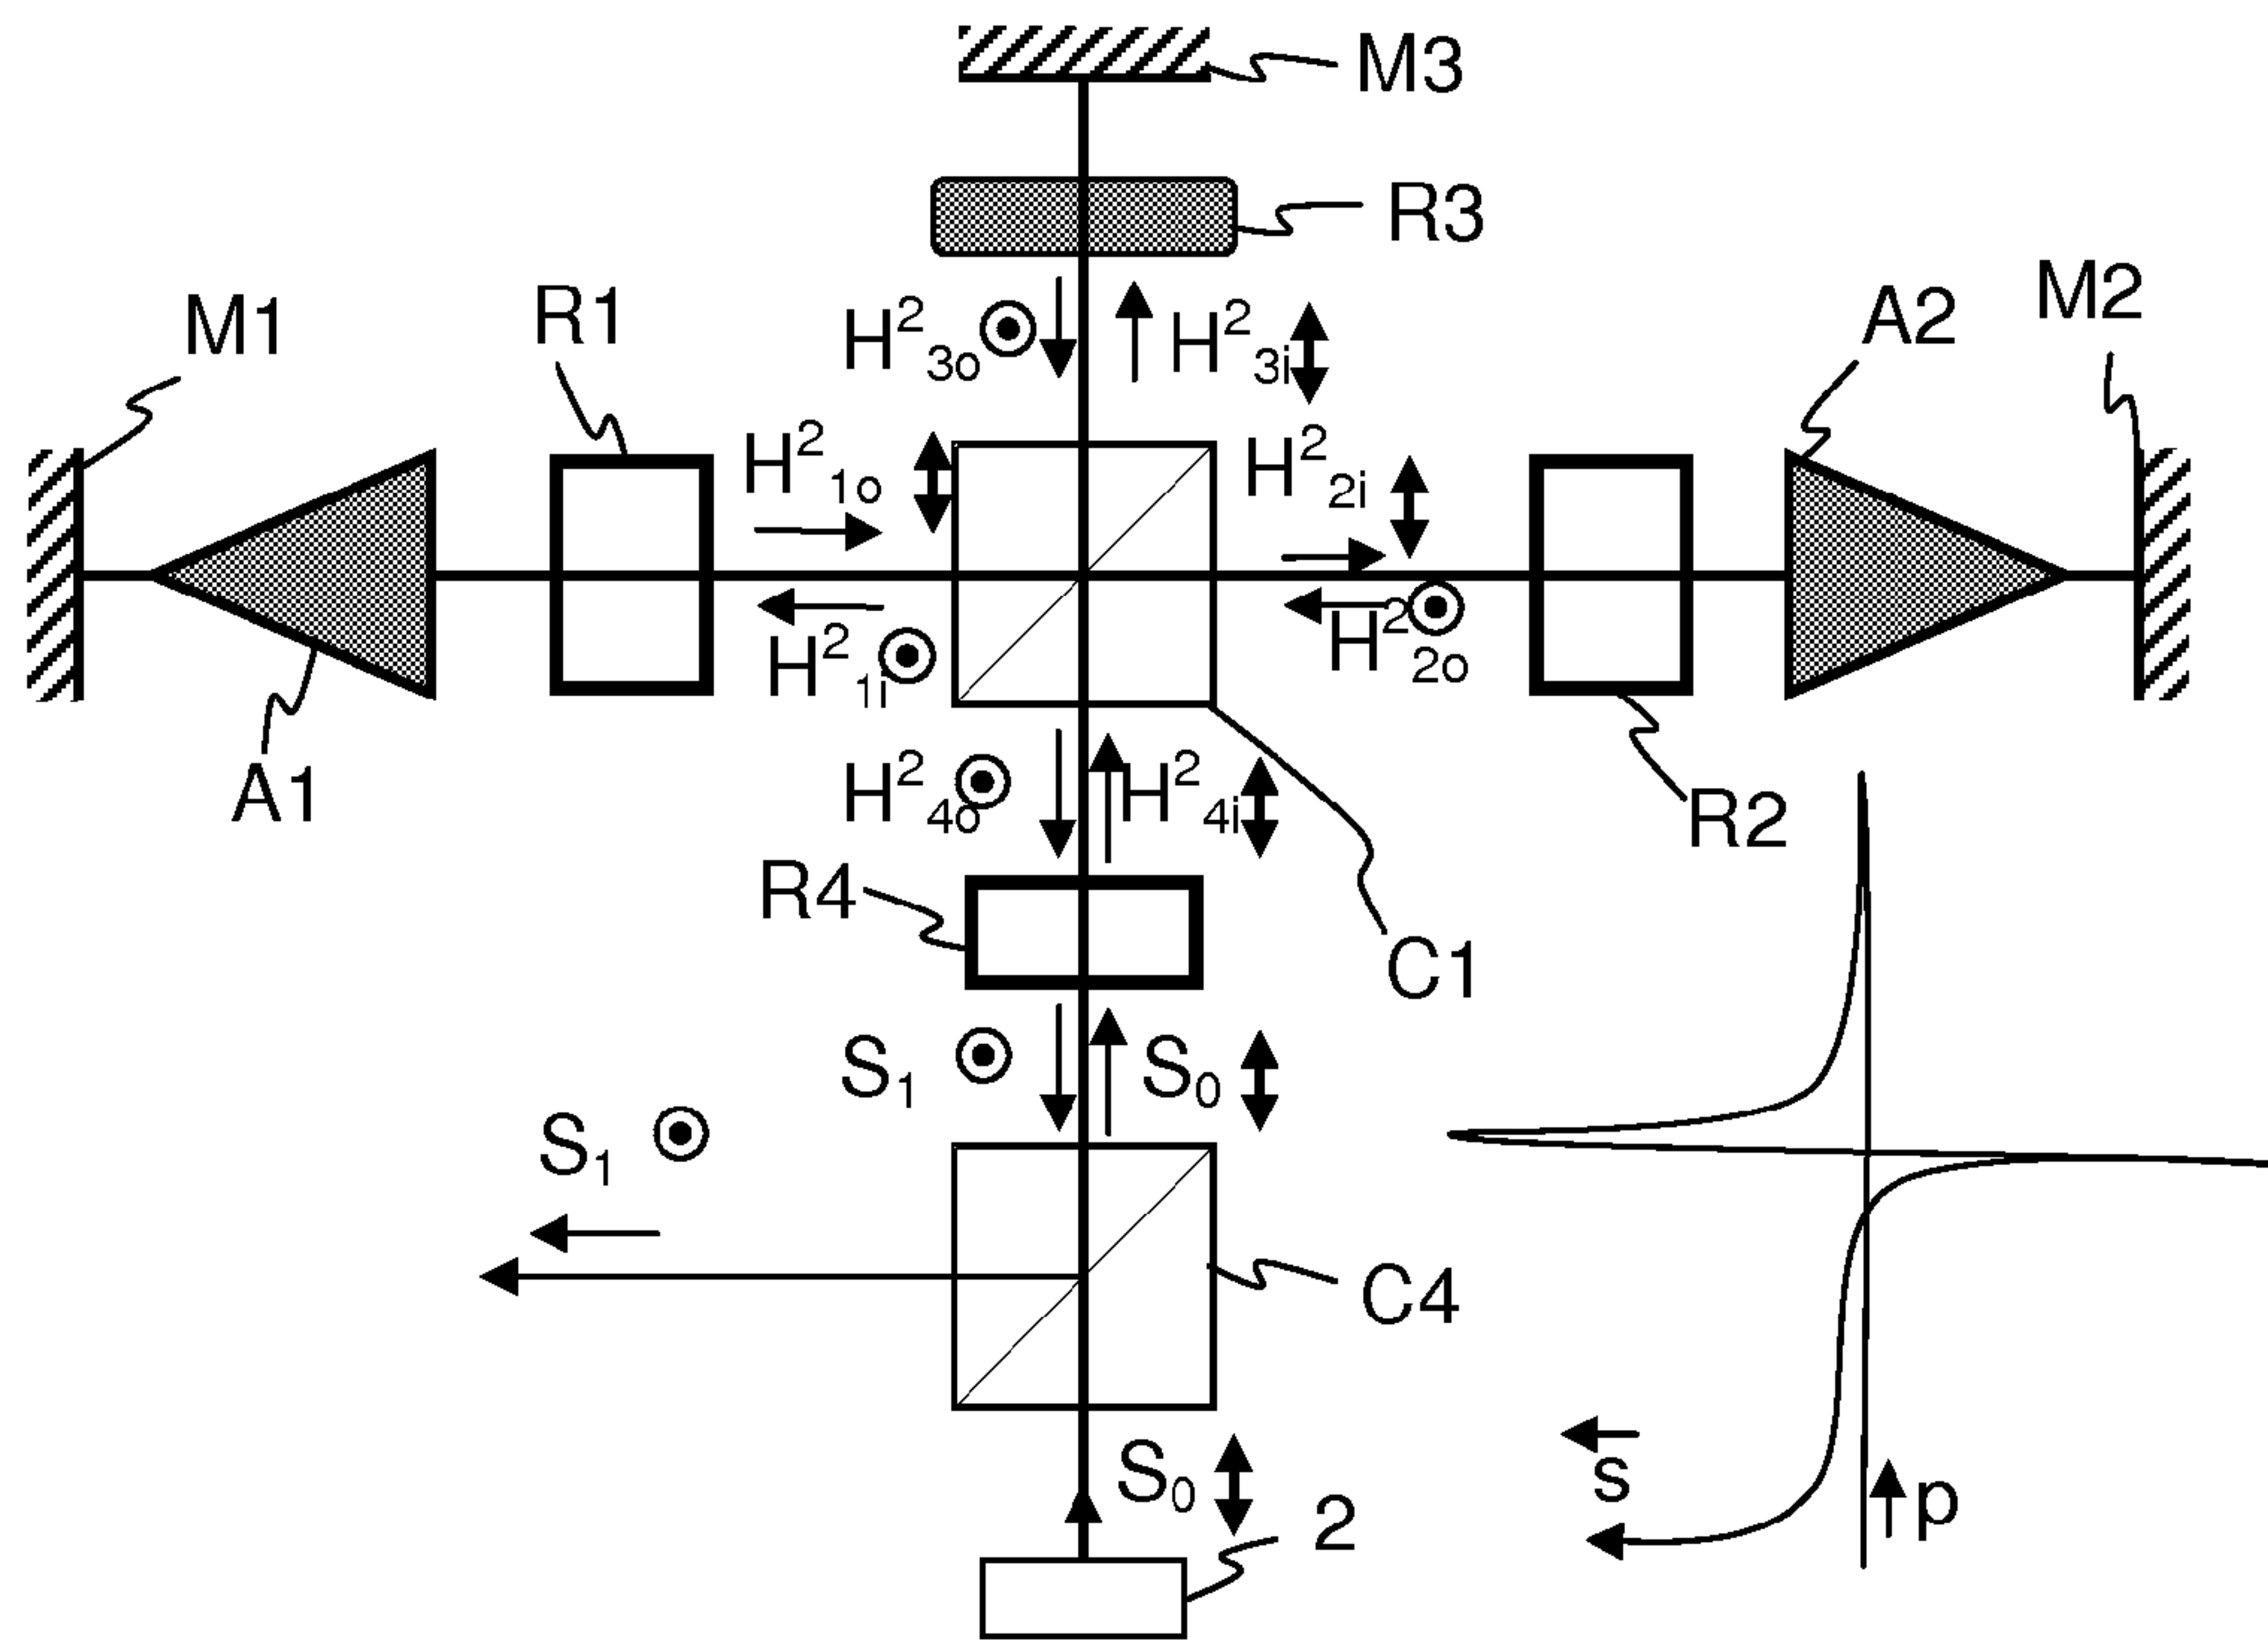 M3
R3
M1
R1
A2
M2
H²₃ₒ
H²₃ᵢ
H²₁ₒ
H²₂ᵢ
H²₁ᵢ
H²₂ₒ
A1
H²₄ₒ
H²₄ᵢ
R2
R4
C1
S₁
S₀
S₁
C4
S₀
2
s
p